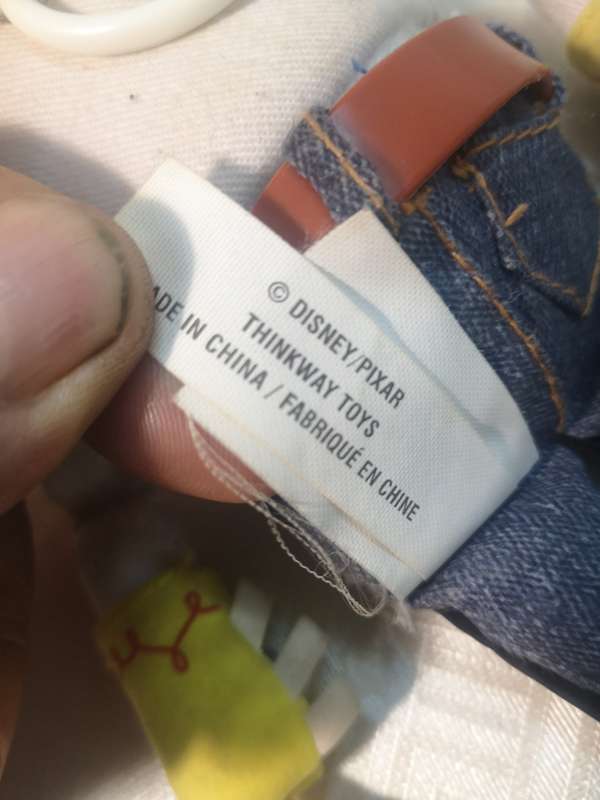 © DISNEY/PIXAR
THINKWAY TOYS
ADE IN CHINA / FABRIQUÉ EN CHINE